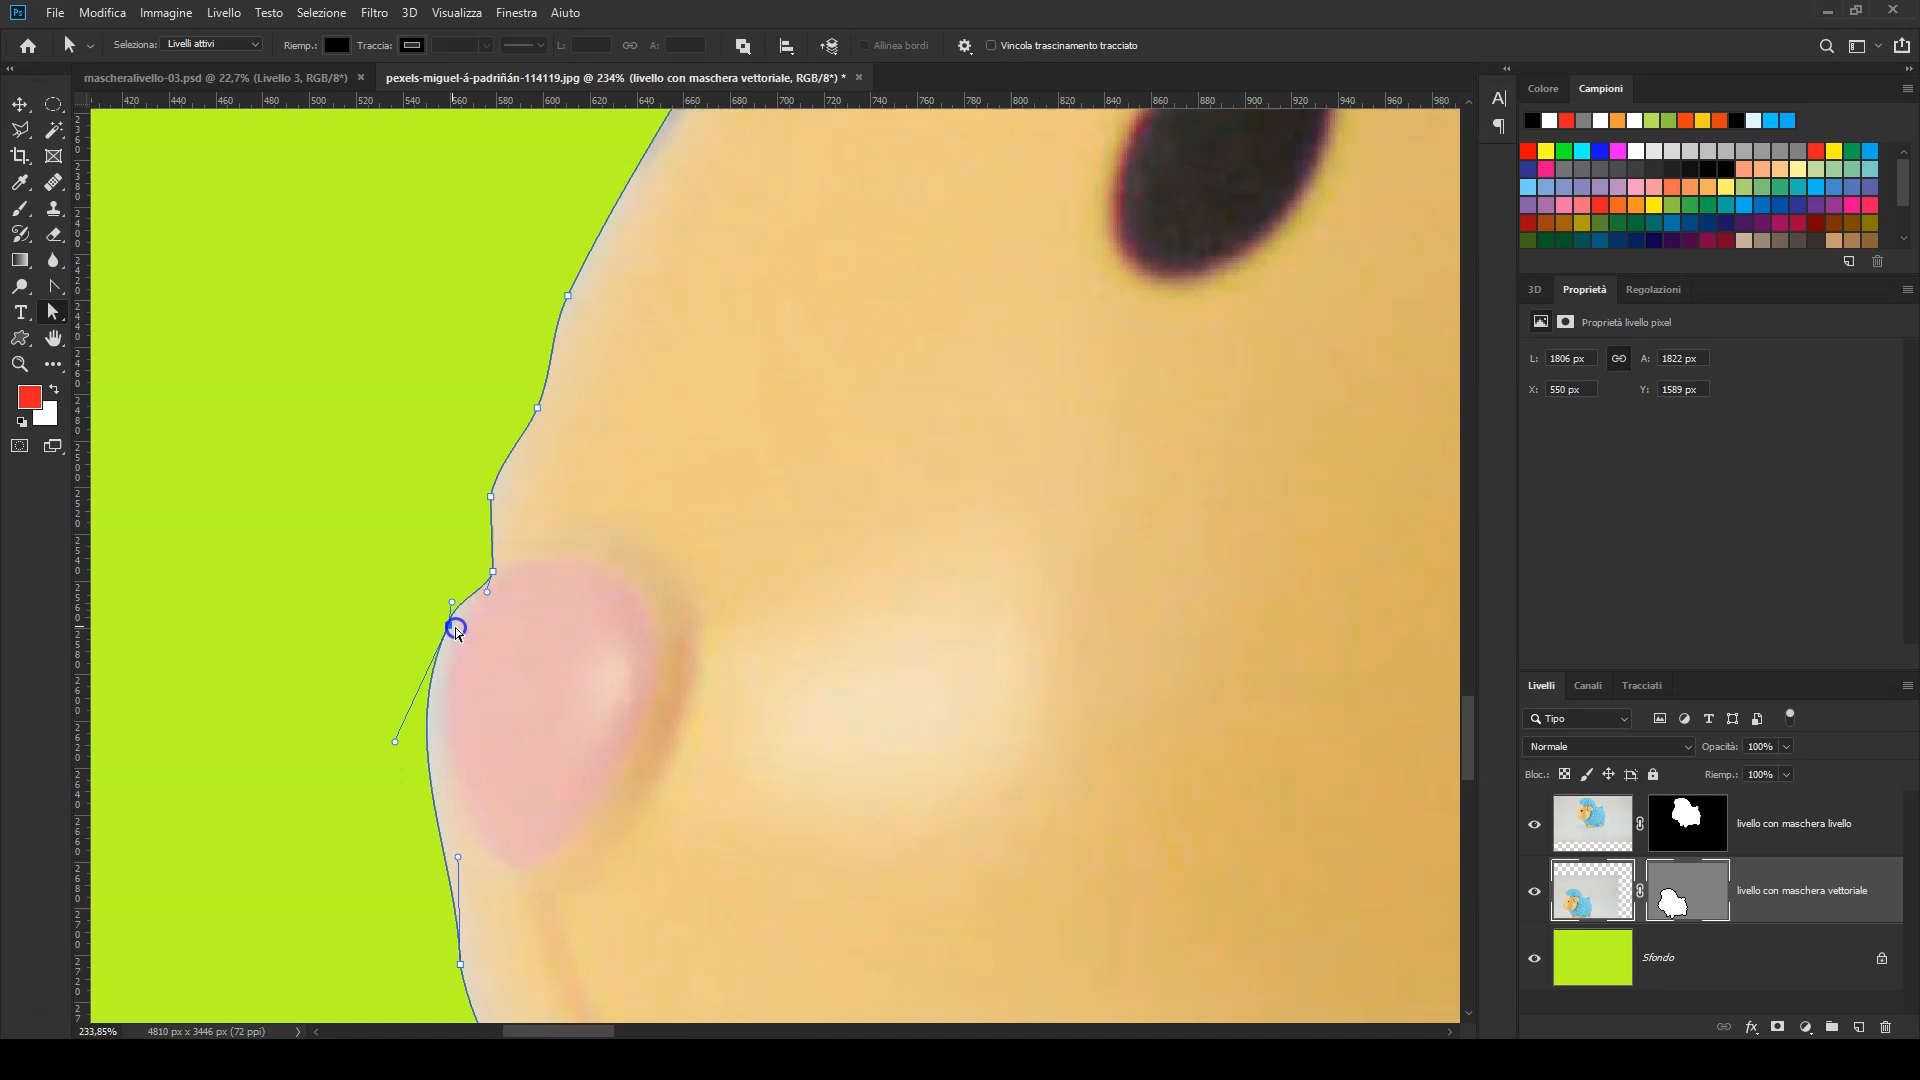 Ps File Modifica Immagine Livello Testo Selezione Filtro 3D Visualizza Finestra Aiuto
Seleziona: Livelli attivi Riemp.: Traccia: L: A: Allinea bordi Vincola trascinamento tracciato
mascheralivello-03.psd @ 22,7% (Livello 3, RGB/8*) × pexels-miguel-á-padriñán-114119.jpg @ 234% (livello con maschera vettoriale, RGB/8*) * ×
420 440 460 480 500 520 540 560 580 600 620 640 660 680 700 720 740 760 780 800 820 840 860 880 900 920 940 960 980
Colore Campioni
3D Proprietà Regolazioni
Proprietà livello pixel
L: 1806 px A: 1822 px
X: 550 px Y: 1589 px
Livelli Canali Tracciati
Tipo
Normale Opacità: 100%
Bloc.: Riemp.: 100%
livello con maschera livello
livello con maschera vettoriale
Sfondo
233,85% 4810 px x 3446 px (72 ppi)